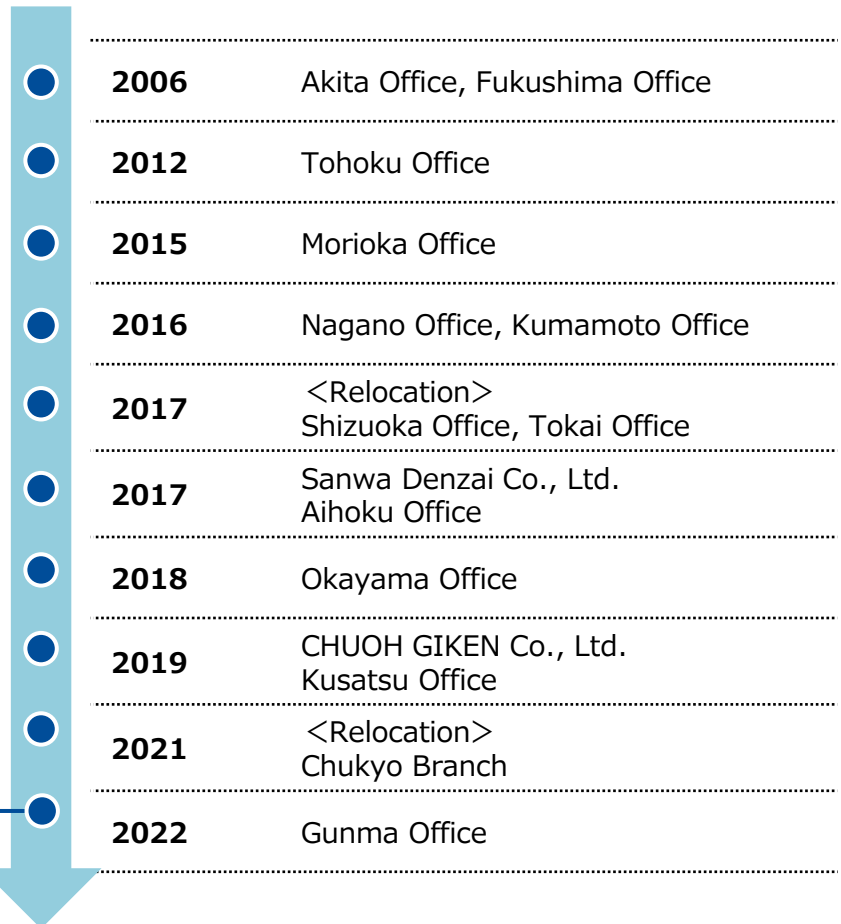 2006 Akita Office, Fukushima Office
2012 Tohoku Office
2015 Morioka Office
2016 Nagano Office, Kumamoto Office
2017 ＜Relocation＞
Shizuoka Office, Tokai Office
2017 Sanwa Denzai Co., Ltd.
Aihoku Office
2018 Okayama Office
2019 CHUOH GIKEN Co., Ltd.
Kusatsu Office
2021 ＜Relocation＞
Chukyo Branch
2022 Gunma Office